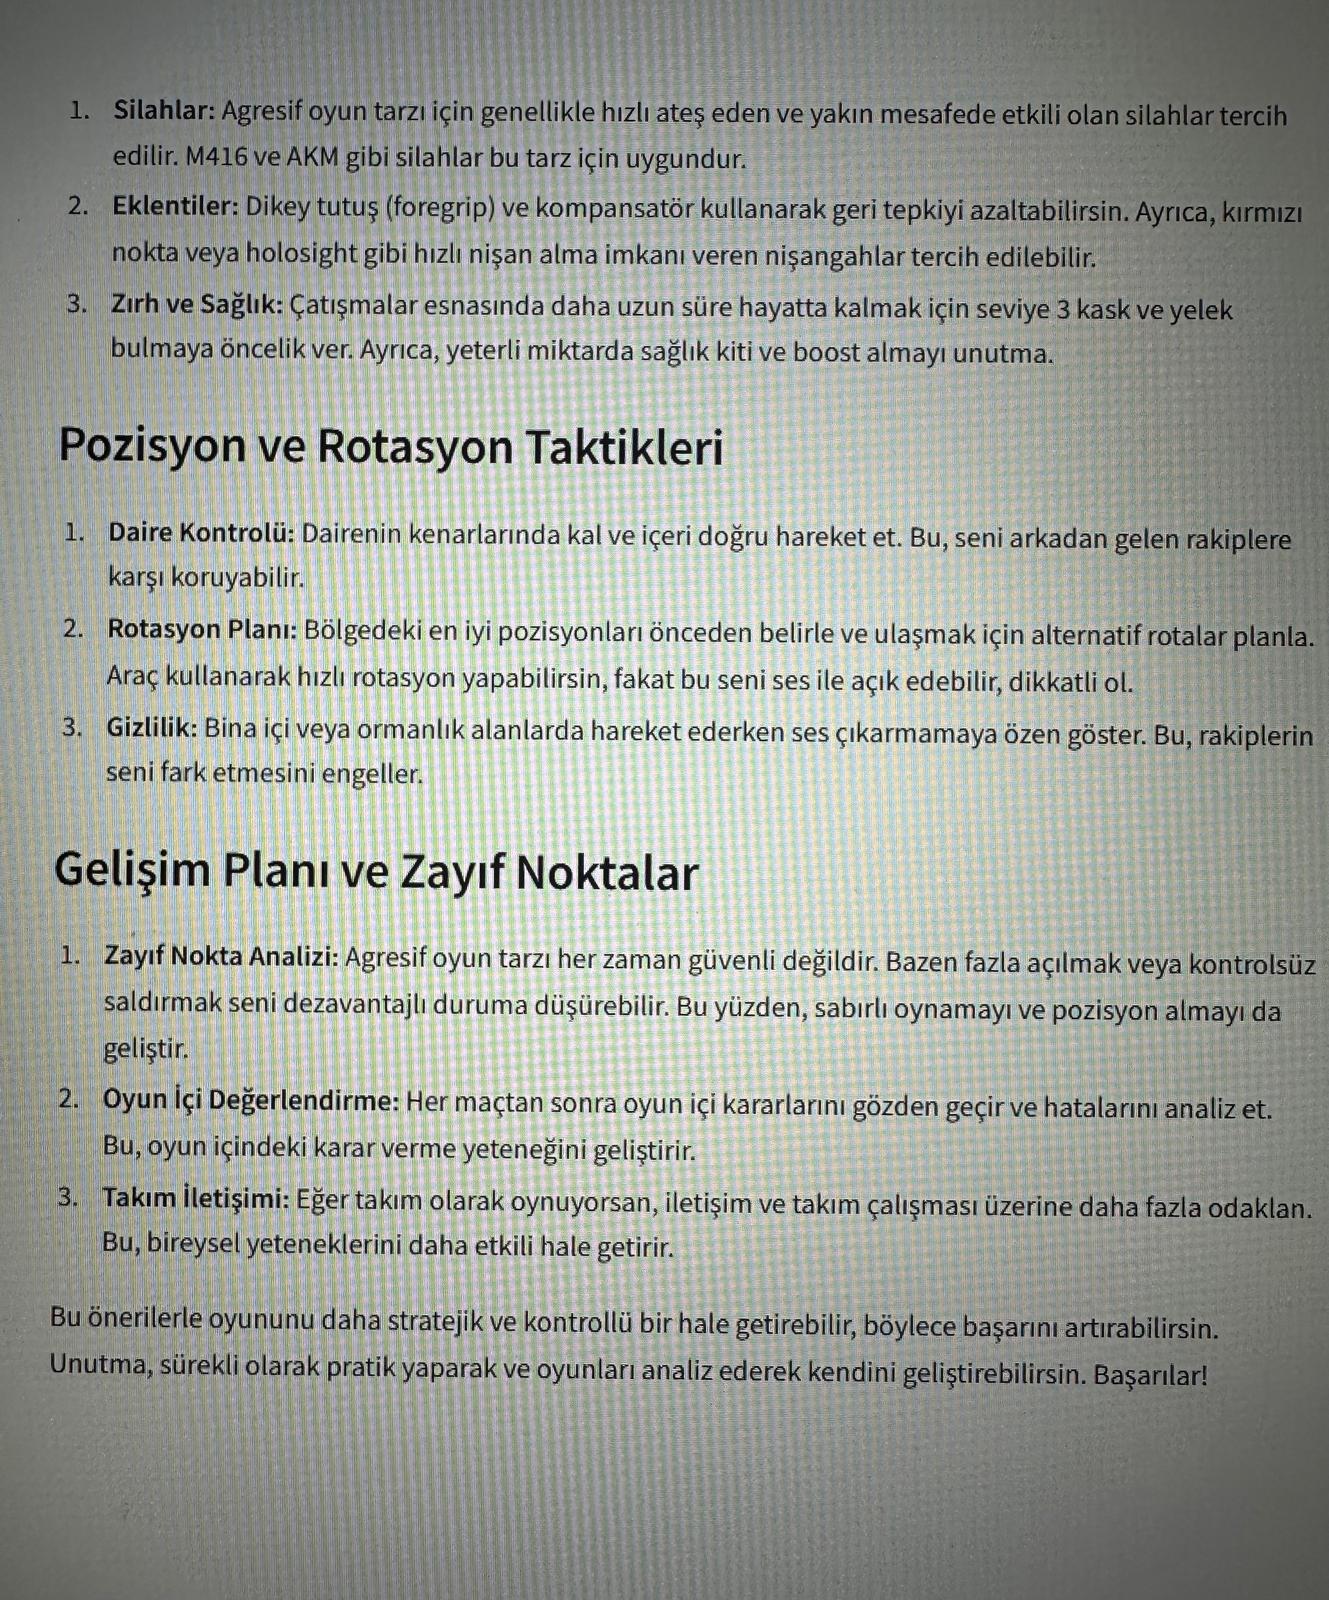 1. Silahlar: Agresif oyun tarzı için genellikle hızlı ateş eden ve yakın mesafede etkili olan silahlar tercih
edilir. M416 ve AKM gibi silahlar bu tarz için uygundur.
2. Eklentiler: Dikey tutuş (foregrip) ve kompansatör kullanarak geri tepkiyi azaltabilirsin. Ayrıca, kırmızı
nokta veya holosight gibi hızlı nişan alma imkanı veren nişangahlar tercih edilebilir.
3. Zırh ve Sağlık: Çatışmalar esnasında daha uzun süre hayatta kalmak için seviye 3 kask ve yelek
bulmaya öncelik ver. Ayrıca, yeterli miktarda sağlık kiti ve boost almayı unutma.
Pozisyon ve Rotasyon Taktikleri
1. Daire Kontrolü: Dairenin kenarlarında kal ve içeri doğru hareket et. Bu, seni arkadan gelen rakiplere
karşı koruyabilir.
2. Rotasyon Planı: Bölgedeki en iyi pozisyonları önceden belirle ve ulaşmak için alternatif rotalar planla.
Araç kullanarak hızlı rotasyon yapabilirsin, fakat bu seni ses ile açık edebilir, dikkatli ol.
3. Gizlilik: Bina içi veya ormanlık alanlarda hareket ederken ses çıkarmamaya özen göster. Bu, rakiplerin
seni fark etmesini engeller.
Gelişim Planı ve Zayıf Noktalar
1. Zayıf Nokta Analizi: Agresif oyun tarzı her zaman güvenli değildir. Bazen fazla açılmak veya kontrolsüz
saldırmak seni dezavantajlı duruma düşürebilir. Bu yüzden, sabırlı oynamayı ve pozisyon almayı da
geliştir.
2. Oyun İçi Değerlendirme: Her maçtan sonra oyun içi kararlarını gözden geçir ve hatalarını analiz et.
Bu, oyun içindeki karar verme yeteneğini geliştirir.
3. Takım İletişimi: Eğer takım olarak oynuyorsan, iletişim ve takım çalışması üzerine daha fazla odaklan.
Bu, bireysel yeteneklerini daha etkili hale getirir.
Bu önerilerle oyununu daha stratejik ve kontrollü bir hale getirebilir, böylece başarını artırabilirsin.
Unutma, sürekli olarak pratik yaparak ve oyunları analiz ederek kendini geliştirebilirsin. Başarılar!